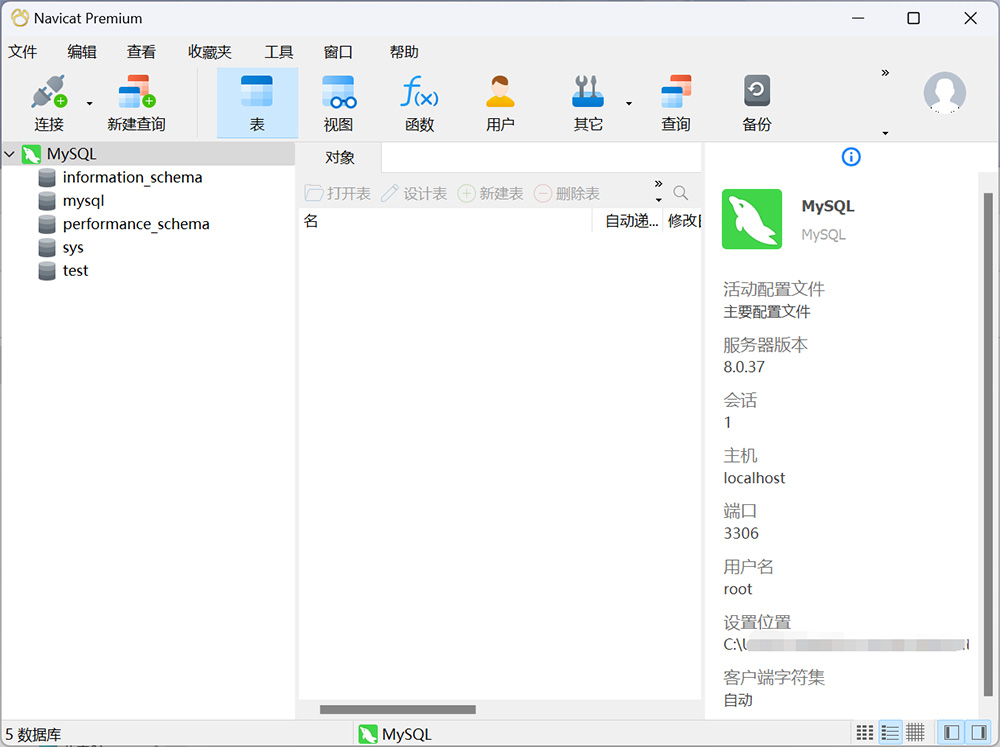 Navicat Premium
文件 编辑 查看 收藏夹 工具 窗口 帮助
连接 新建查询 表 视图 函数 用户 其它 查询 备份
MySQL
information_schema
mysql
performance_schema
sys
test
对象
打开表 设计表 新建表 删除表
名 自动递... 修改日
MySQL
MySQL
活动配置文件
主要配置文件
服务器版本
8.0.37
会话
1
主机
localhost
端口
3306
用户名
root
设置位置
C:\
客户端字符集
自动
5 数据库 MySQL